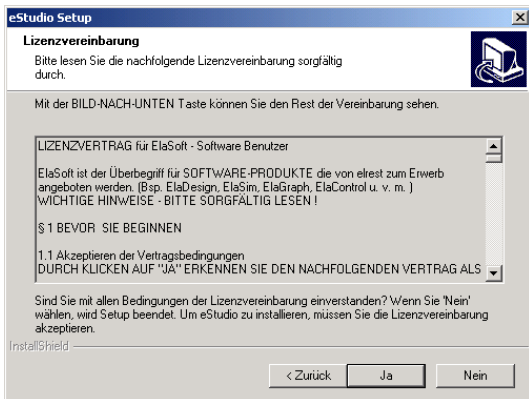 eStudio Setup
Lizenzvereinbarung
Bitte lesen Sie die nachfolgende Lizenzvereinbarung sorgfältig
durch.
Mit der BILD-NACH-UNTEN Taste können Sie den Rest der Vereinbarung sehen.
LIZENZVERTRAG für ElaSoft - Software Benutzer
ElaSoft ist der Überbegriff für SOFTWARE-PRODUKTE die von elrest zum Erwerb
angeboten werden. (Bsp. ElaDesign, ElaSim, ElaGraph, ElaControl u. v. m. )
WICHTIGE HINWEISE - BITTE SORGFÄLTIG LESEN !
§ 1 BEVOR  SIE BEGINNEN
1.1 Akzeptieren der Vertragsbedingungen
DURCH KLICKEN AUF "JA" ERKENNEN SIE DEN NACHFOLGENDEN VERTRAG ALS
Sind Sie mit allen Bedingungen der Lizenzvereinbarung einverstanden? Wenn Sie 'Nein'
wählen, wird Setup beendet. Um eStudio zu installieren, müssen Sie die Lizenzvereinbarung
akzeptieren.
InstallShield
< Zurück
Ja
Nein